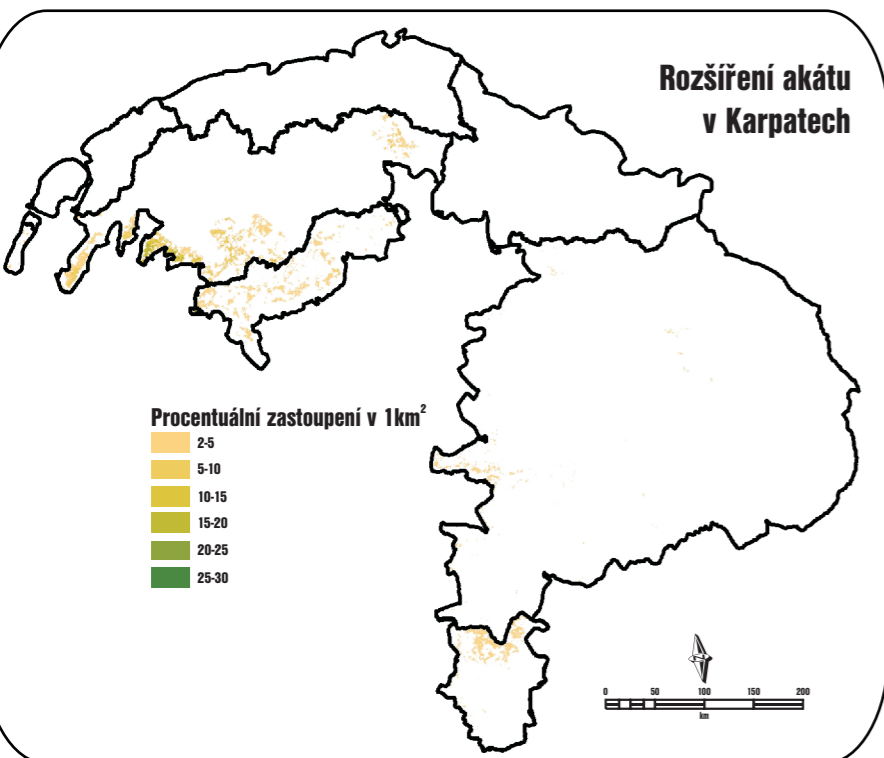 Rozšíření akátu
v Karpatech
Procentuální zastoupení v 1km²
2-5
5-10
10-15
15-20
20-25
25-30
0 50 100 150 200
km